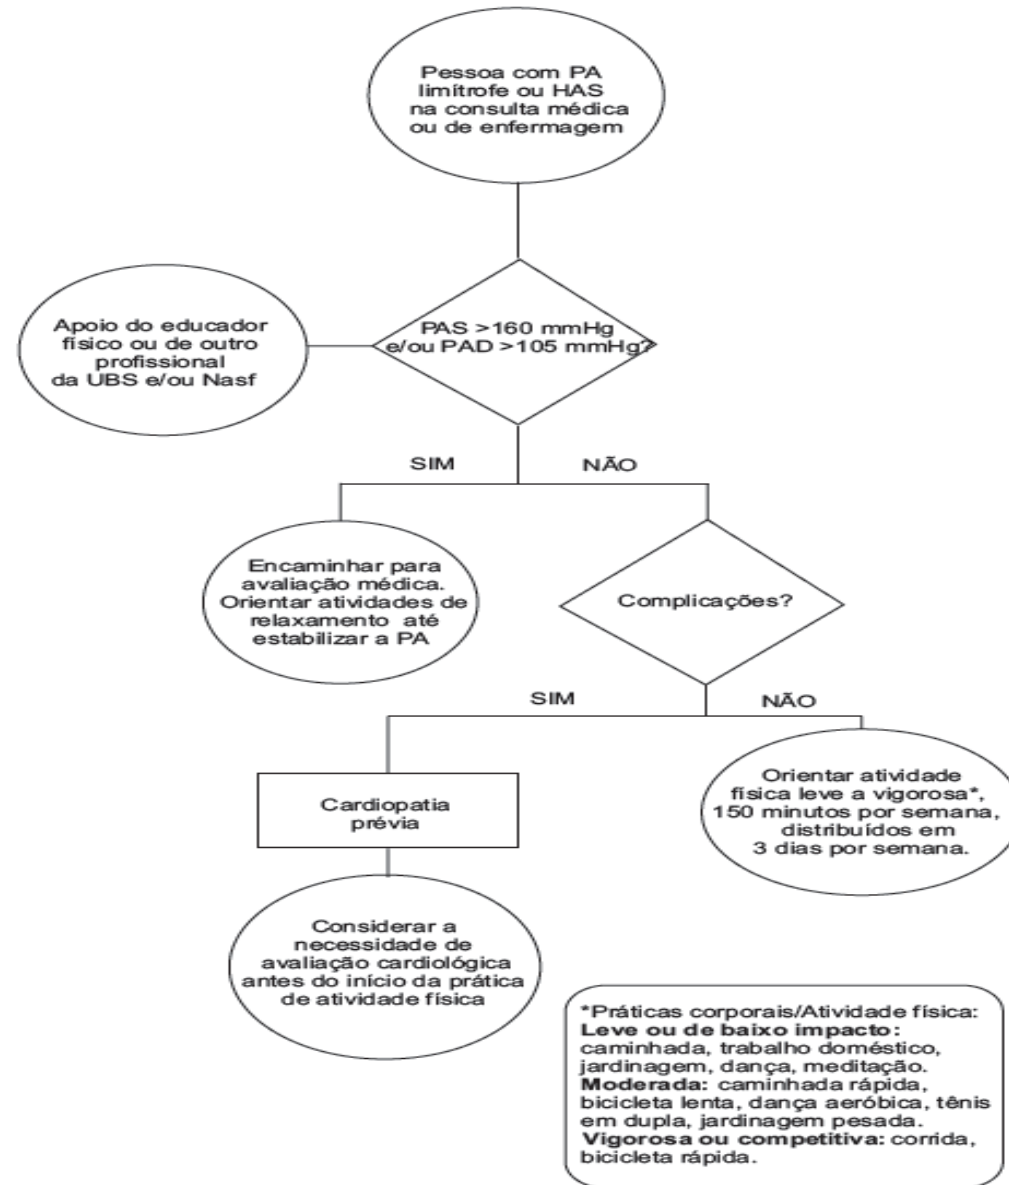 Pessoa com PA
limítrofe ou HAS
na consulta médica
ou de enfermagem
PAS >160 mmHg
e/ou PAD >105 mmHg?
Apoio do educador
físico ou de outro
profissional
da UBS e/ou Nasf
SIM
NÃO
Encaminhar para
avaliação médica.
Orientar atividades de
relaxamento até
estabilizar a PA
Complicações?
SIM
NÃO
Cardiopatia
prévia
Orientar atividade
física leve a vigorosa*,
150 minutos por semana,
distribuídos em
3 dias por semana.
Considerar a
necessidade de
avaliação cardiológica
antes do início da prática
de atividade física
*Práticas corporais/Atividade física:
Leve ou de baixo impacto:
caminhada, trabalho doméstico,
jardinagem, dança, meditação.
Moderada: caminhada rápida,
bicicleta lenta, dança aeróbica, tênis
em dupla, jardinagem pesada.
Vigorosa ou competitiva: corrida,
bicicleta rápida.